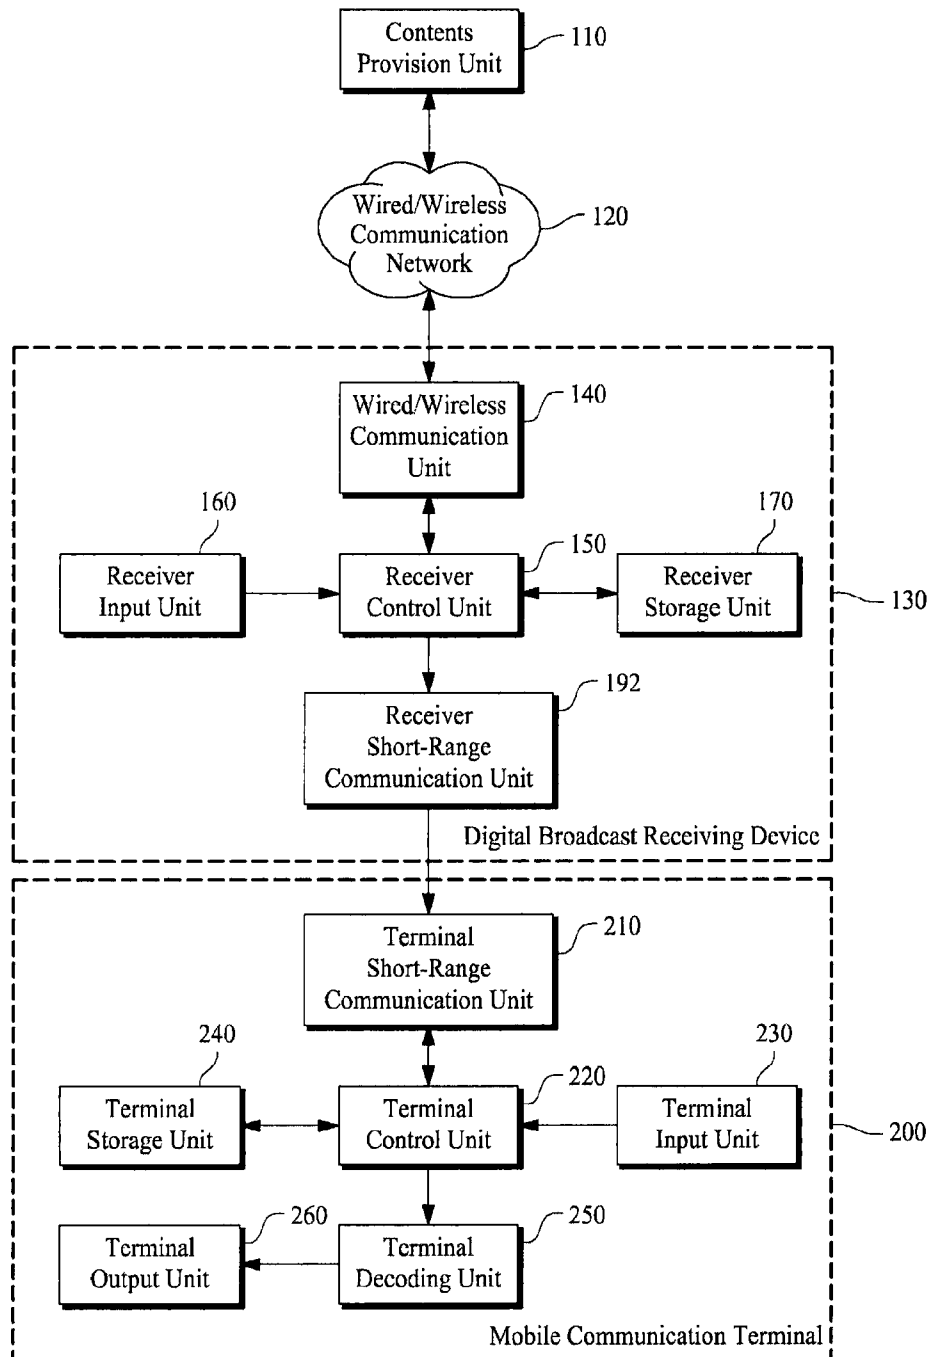 Contents
Provision Unit
110
Wired/Wireless
Communication
Network
120
Wired/Wireless
Communication
Unit
140
160
Receiver
Input Unit
150
Receiver
Control Unit
170
Receiver
Storage Unit
130
192
Receiver
Short-Range
Communication Unit
Digital Broadcast Receiving Device
210
Terminal
Short-Range
Communication Unit
240
Terminal
Storage Unit
220
Terminal
Control Unit
230
Terminal
Input Unit
200
260
Terminal
Output Unit
250
Terminal
Decoding Unit
Mobile Communication Terminal